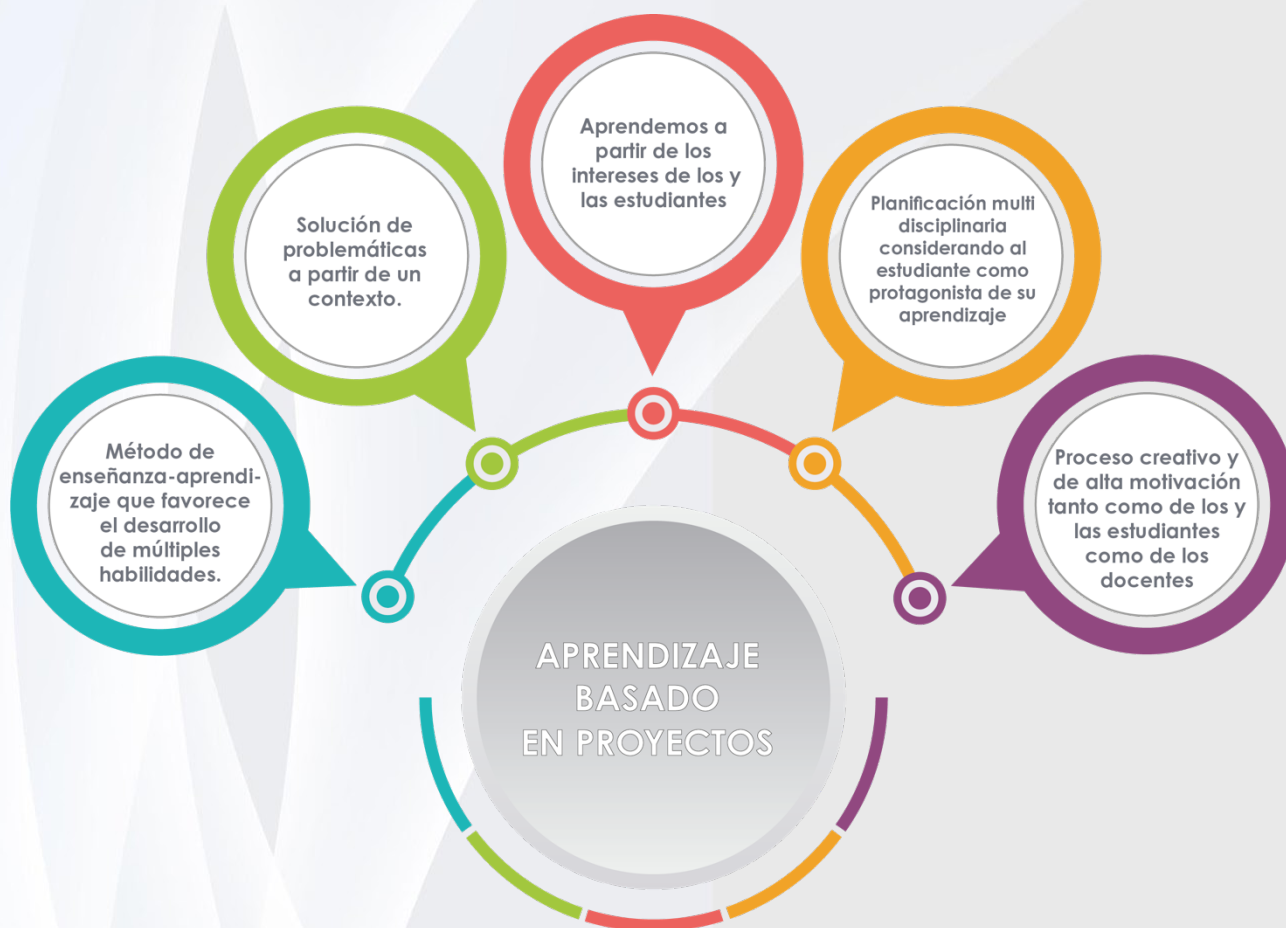 Método de
enseñanza-aprendi-
zaje que favorece
el desarrollo
de múltiples
habilidades.
Solución de
problemáticas
a partir de un
contexto.
Aprendemos a
partir de los
intereses de los y
las estudiantes
Planificación multi
disciplinaria
considerando al
estudiante como
protagonista de su
aprendizaje
Proceso creativo y
de alta motivación
tanto como de los y
las estudiantes
como de los
docentes
APRENDIZAJE
BASADO
EN PROYECTOS